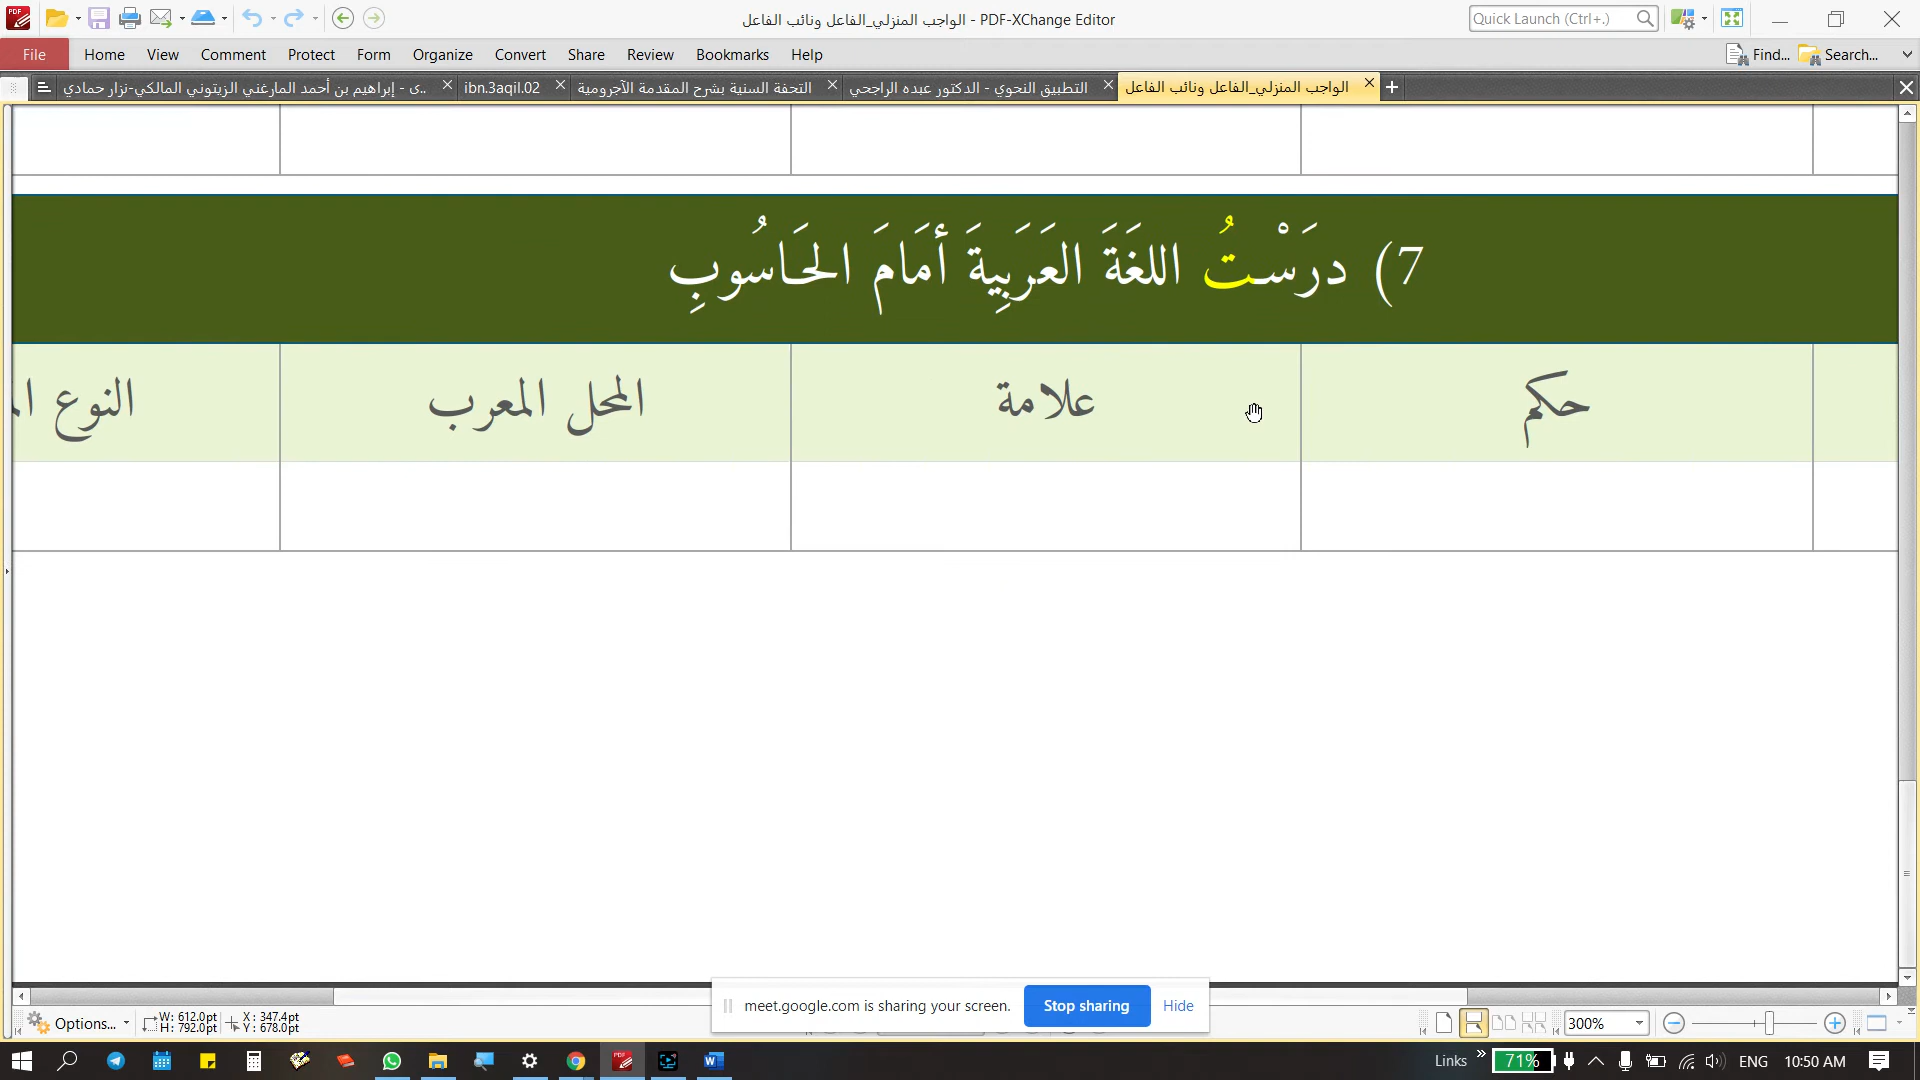 الواجب المنزلي_الفاعل ونائب الفاعل - PDF-XChange Editor
Quick Launch (Ctrl+.)
File Home View Comment Protect Form Organize Convert Share Review Bookmarks Help
Find... Search...
ى - إبراهيم بن أحمد المارغني الزيتوني المالكي-نزار حمادي..
ibn.3aqil.02
التحفة السنية بشرح المقدمة الآجرومية
التطبيق النحوي - الدكتور عبده الراجحي
الواجب المنزلي_الفاعل ونائب الفاعل
7) درَسْـتُ اللغَةَ العَرَبِيةَ أمَامَ الحَـاسُوبِ
حكم علامة المحل المعرب النوع
meet.google.com is sharing your screen. Stop sharing Hide
Options... W: 612.0pt H: 792.0pt X: 347.4pt Y: 678.0pt
300%
Links 71% ENG 10:50 AM